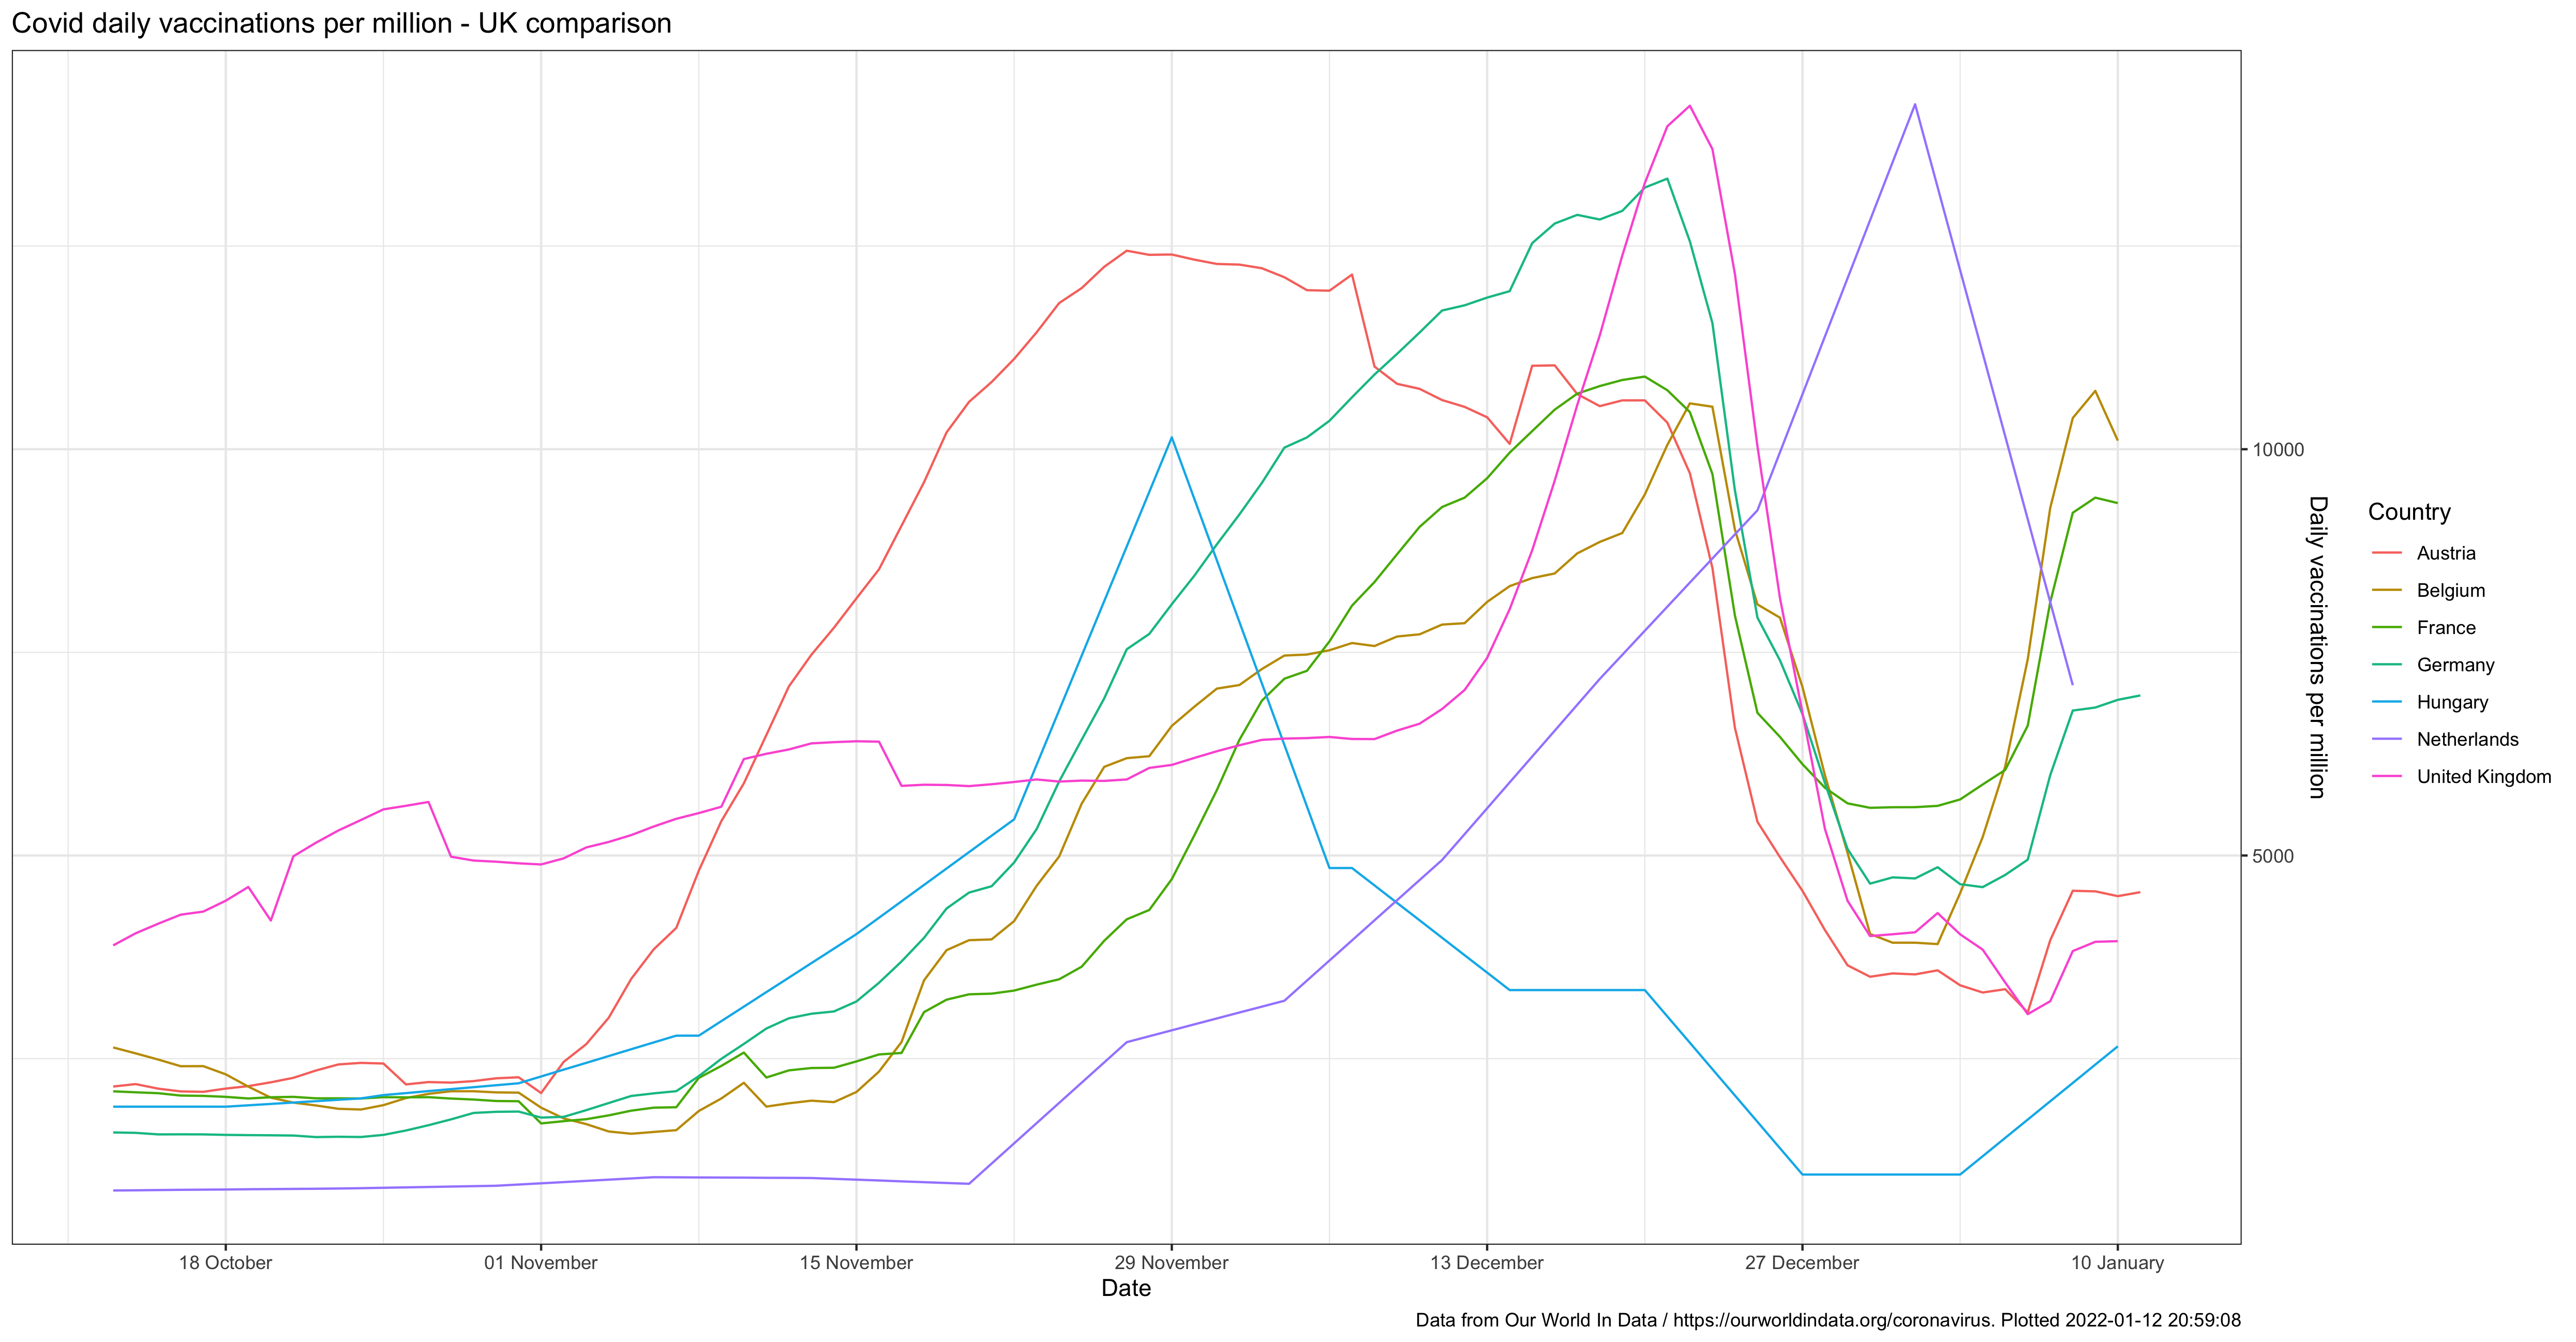 Covid daily vaccinations per million - UK comparison
10000
5000
Daily vaccinations per million
Country
Austria
Belgium
France
Germany
Hungary
Netherlands
United Kingdom
18 October
01 November
15 November
29 November
13 December
27 December
10 January
Date
Data from Our World In Data / https://ourworldindata.org/coronavirus. Plotted 2022-01-12 20:59:08